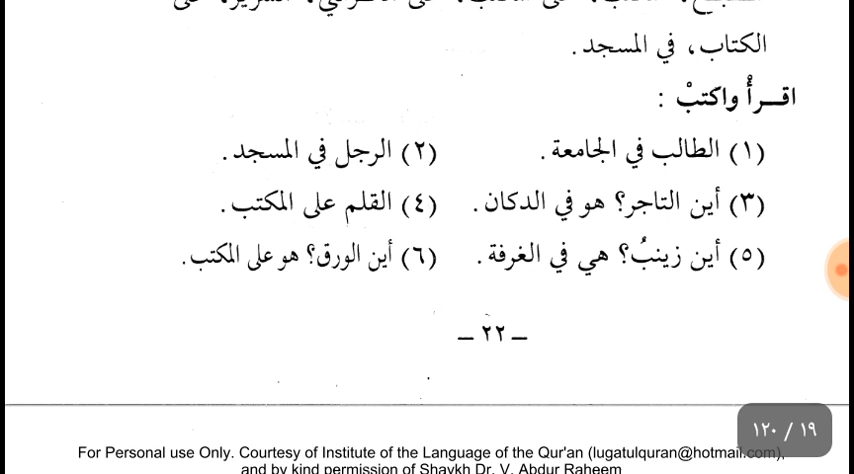 الكتاب، في المسجد.
اقـرأْ واكتبْ :
(١) الطالب في الجامعة. (٢) الرجل في المسجد.
(٣) أين التاجر؟ هو في الدكان. (٤) القلم على المكتب.
(٥) أين زينبُ؟ هي في الغرفة. (٦) أين الورق؟ هو على المكتب.
– ٢٢ –
١٩ / ١٢٠
For Personal use Only. Courtesy of Institute of the Language of the Qur'an (lugatulquran@hotmail.com),
and by kind permission of Shaykh Dr. V. Abdur Raheem